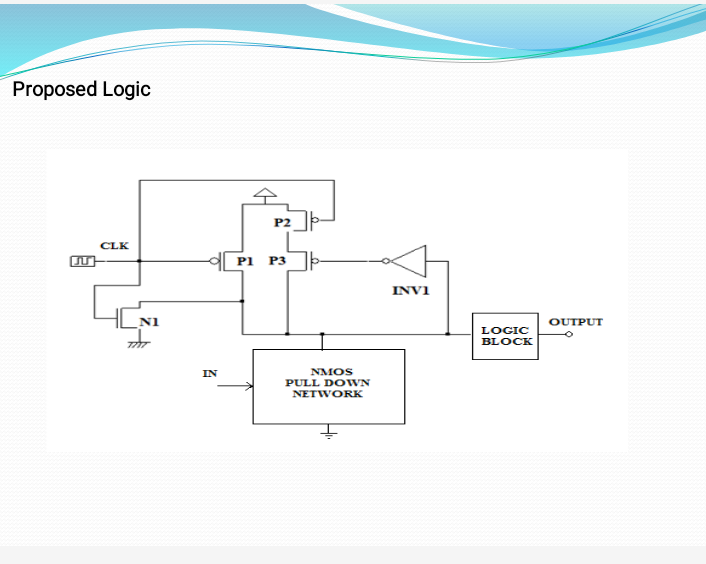 Proposed Logic
P2
CLK
P1
P3
INV1
N1
LOGIC
BLOCK
OUTPUT
IN
NMOS
PULL DOWN
NETWORK